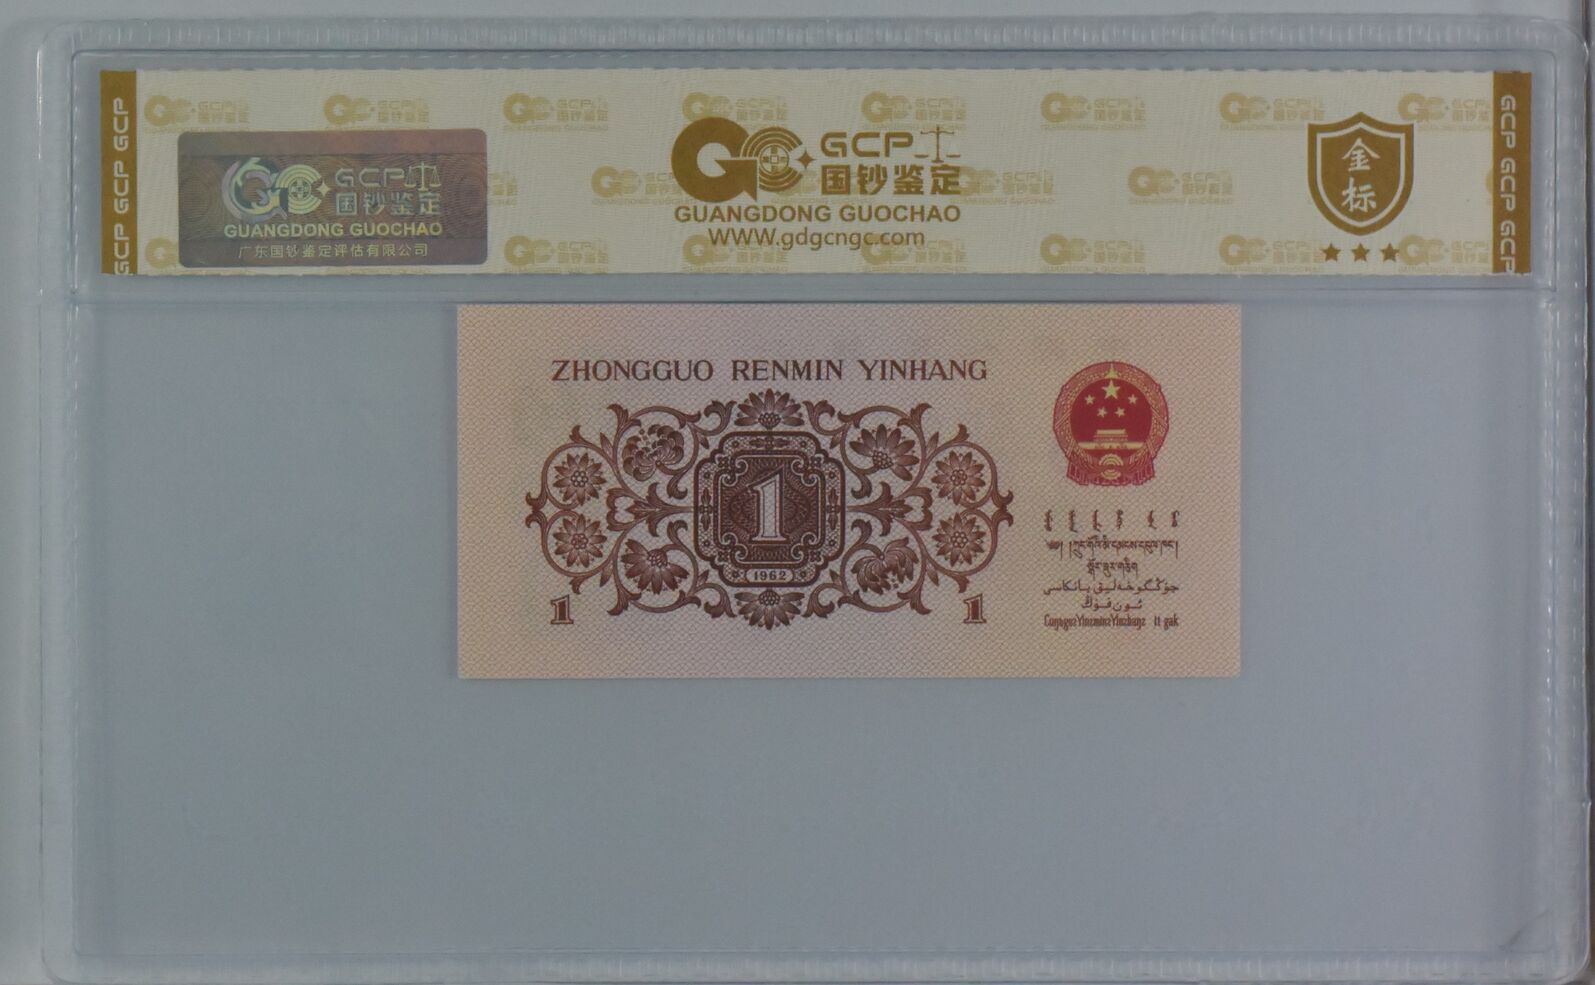 GCP GCP GCP
GCP 国钞鉴定
GUANGDONG GUOCHAO
广东国钞鉴定评估有限公司
GCP
国钞鉴定
GUANGDONG GUOCHAO
WWW.gdgcngc.com
金标
GCP GCP GCP
ZHONGGUO RENMIN YINHANG
1
1962
1
1
جۇڭگوخەلىق بانكاسى